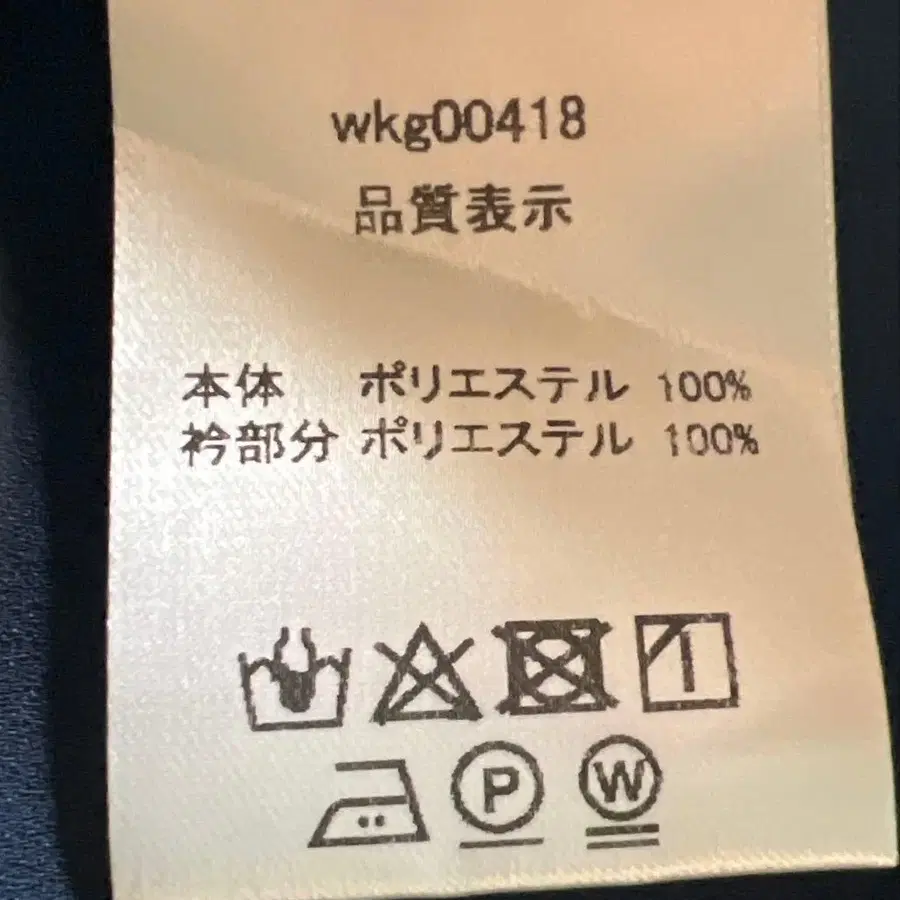 wkg00418
品質表示
本体 ポリエステル 100%
衿部分 ポリエステル 100%
P W